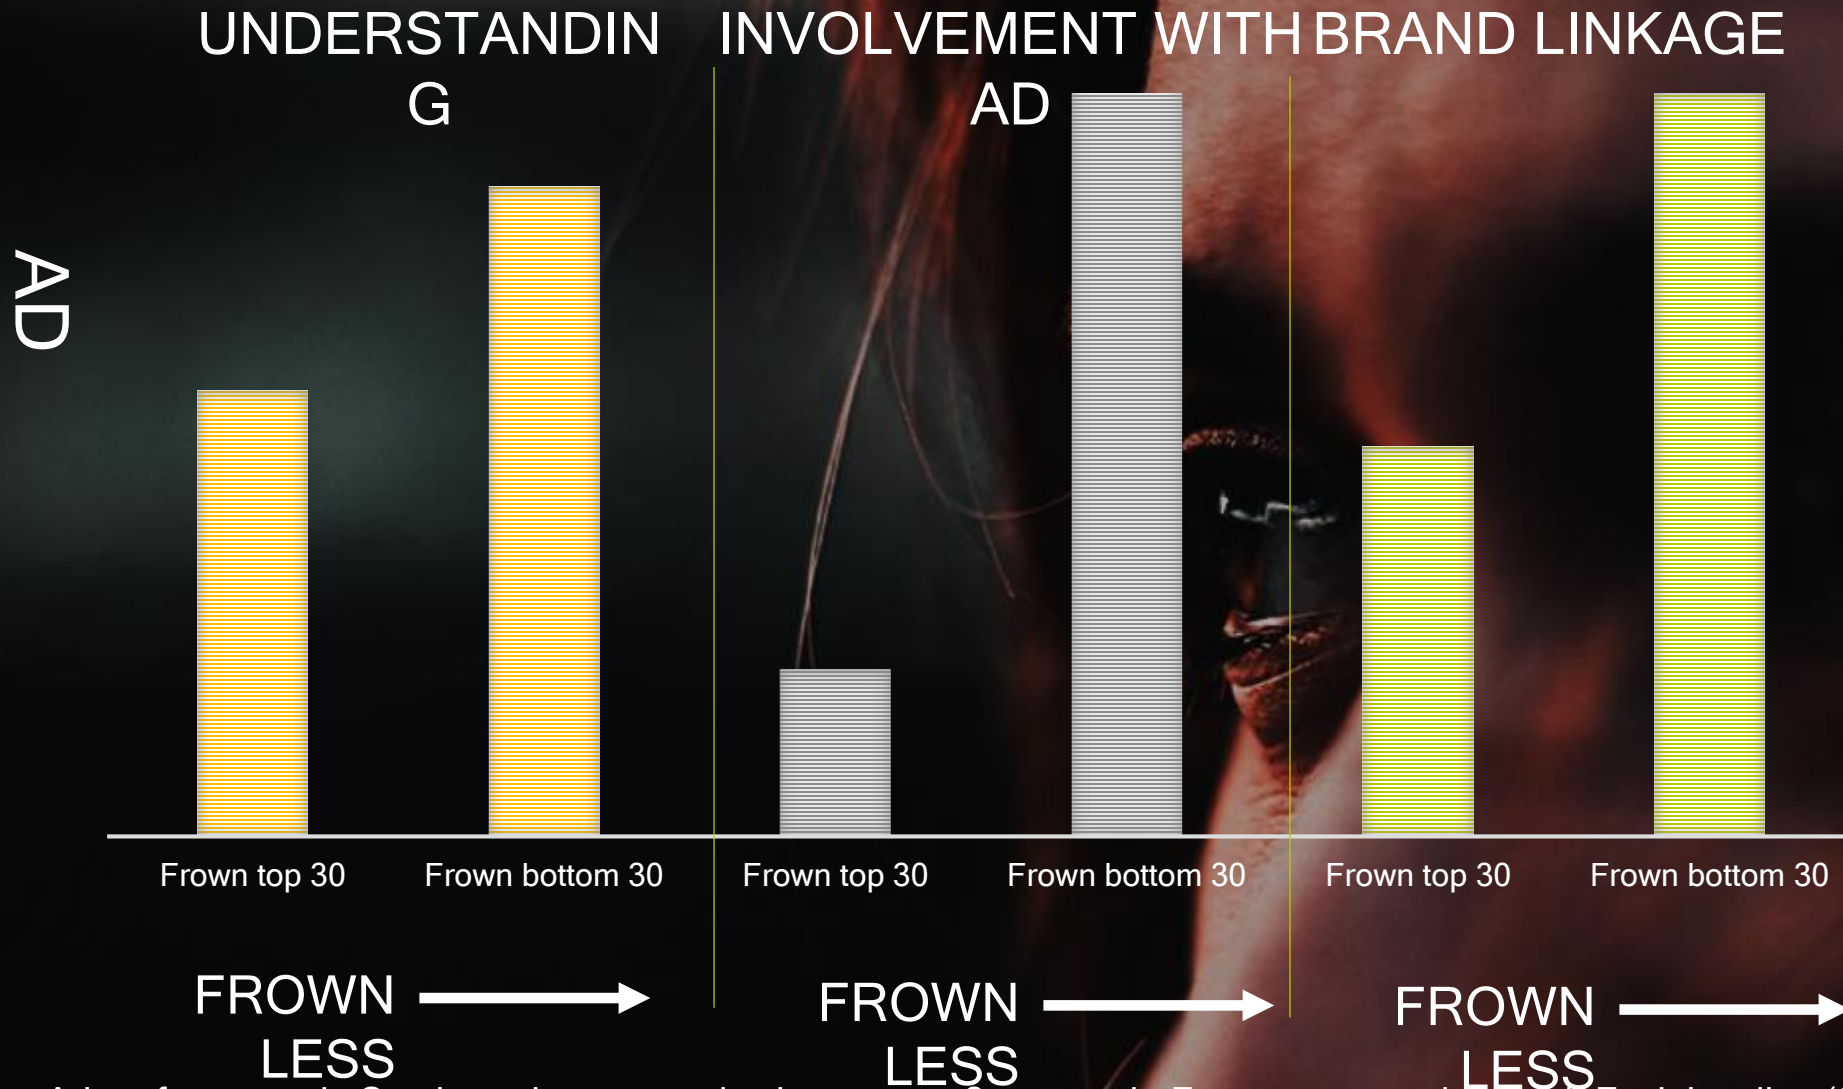 UNDERSTANDIN
G
INVOLVEMENT WITH
AD
BRAND LINKAGE
AD
Frown top 30
Frown bottom 30
Frown top 30
Frown bottom 30
Frown top 30
Frown bottom 30
FROWN
LESS
FROWN
LESS
FROWN
LESS